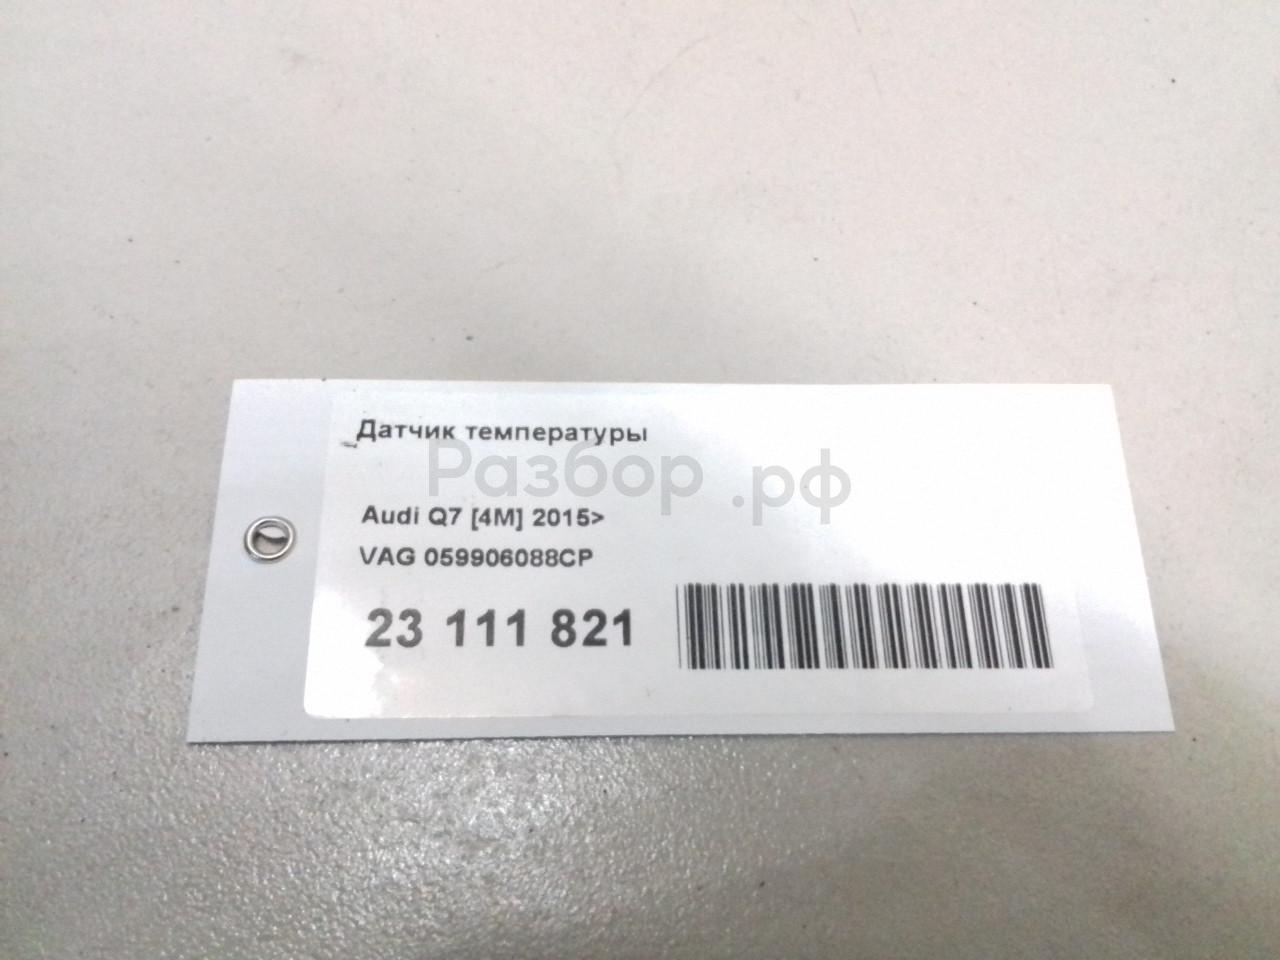 Датчик температуры
Разбор.рф
Audi Q7 [4M] 2015>
VAG 059906088CP
23 111 821